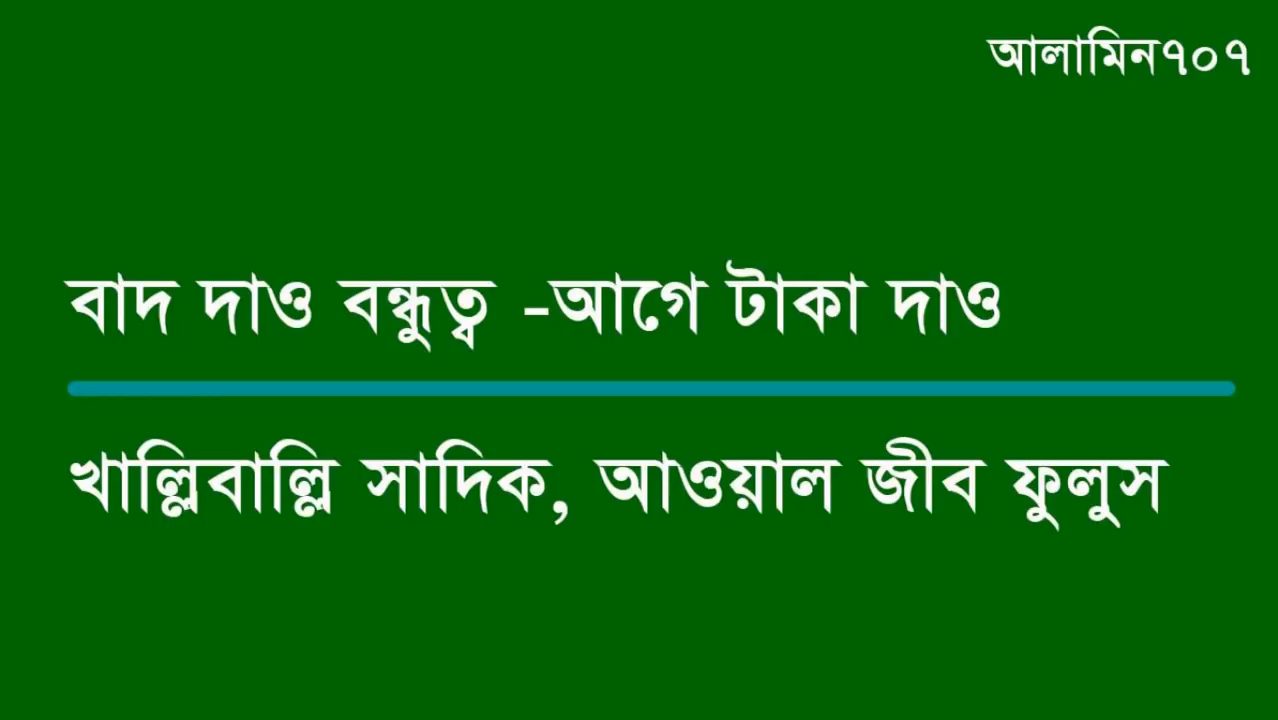 আলামিন৭০৭
বাদ দাও বন্ধুত্ব -আগে টাকা দাও
খাল্লিবাল্লি সাদিক, আওয়াল জীব ফুলুস